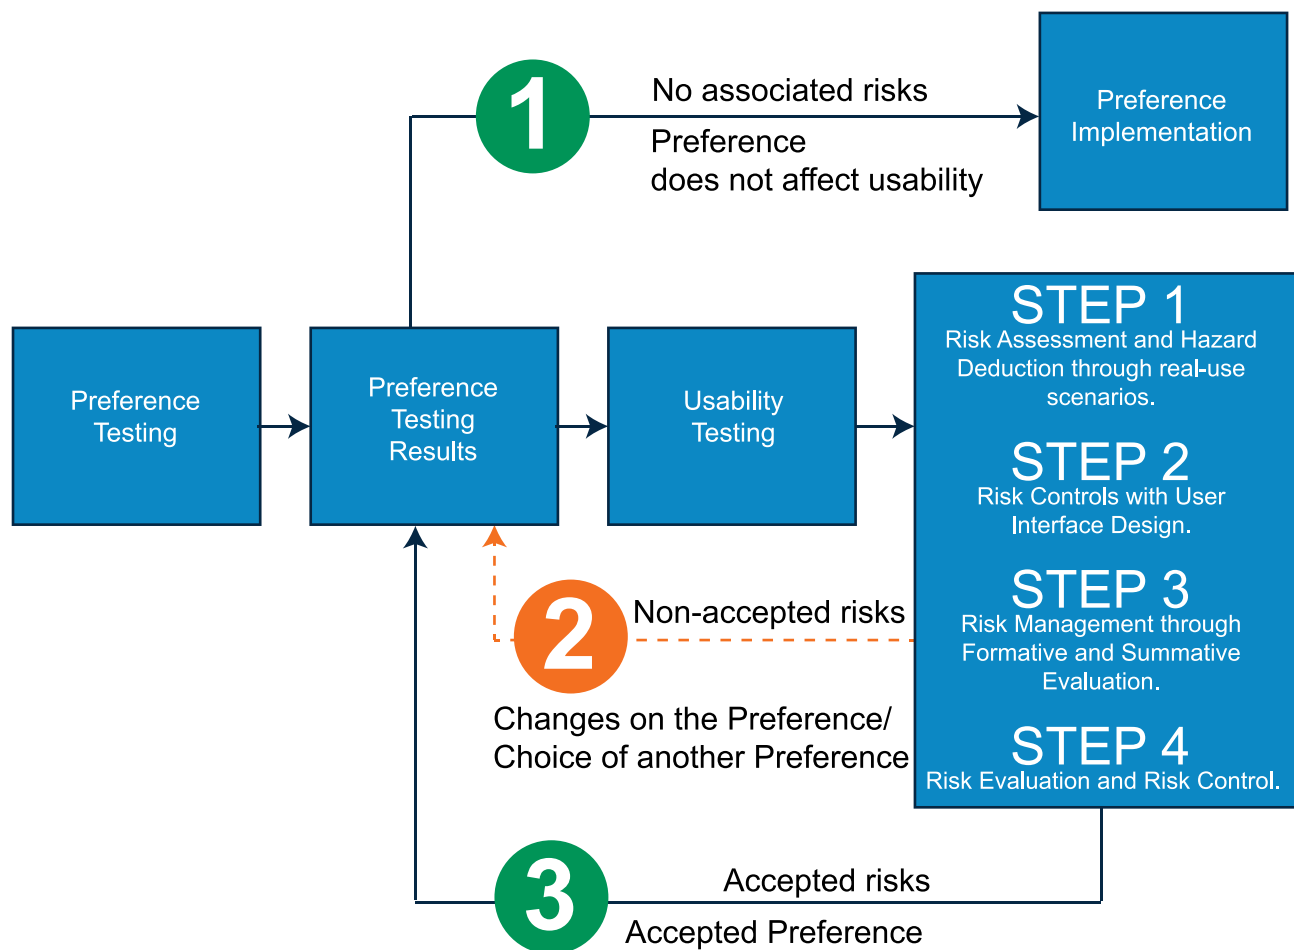 1
No associated risks
Preference
does not affect usability
Preference
Implementation
Preference
Testing
Preference
Testing
Results
Usability
Testing
STEP 1
Risk Assessment and Hazard
Deduction through real-use
scenarios.
STEP 2
Risk Controls with User
Interface Design.
STEP 3
Risk Management through
Formative and Summative
Evaluation.
STEP 4
Risk Evaluation and Risk Control.
2
Non-accepted risks
Changes on the Preference/
Choice of another Preference
3
Accepted risks
Accepted Preference